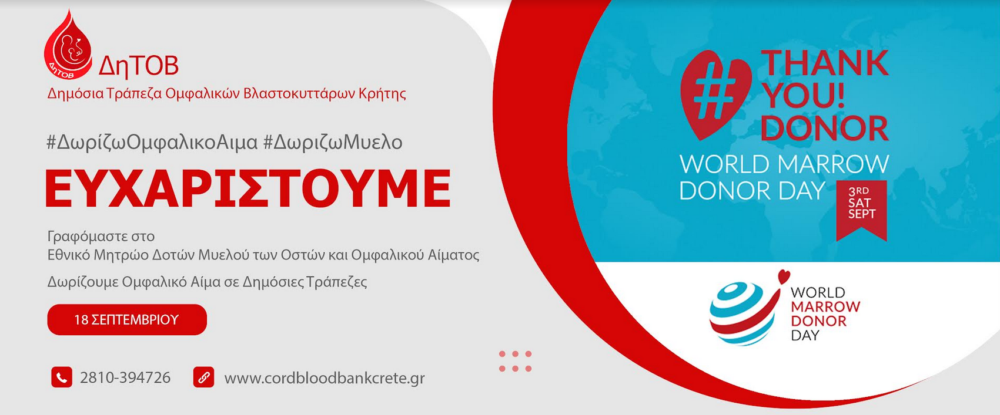 ΔηΤΟΒ
ΔηΤΟΒ
Δημόσια Τράπεζα Ομφαλικών Βλαστοκυττάρων Κρήτης
#ΔωρίζωΟμφαλικοΑιμα #ΔωριζωΜυελο
ΕΥΧΑΡΙΣΤΟΥΜΕ
Γραφόμαστε στο
Εθνικό Μητρώο Δοτών Μυελού των Οστών και Ομφαλικού Αίματος
Δωρίζουμε Ομφαλικό Αίμα σε Δημόσιες Τράπεζες
18 ΣΕΠΤΕΜΒΡΙΟΥ
2810-394726
www.cordbloodbankcrete.gr
#
THANK
YOU!
DONOR
WORLD MARROW
DONOR DAY
3RD
SAT
SEPT
WORLD
MARROW
DONOR
DAY